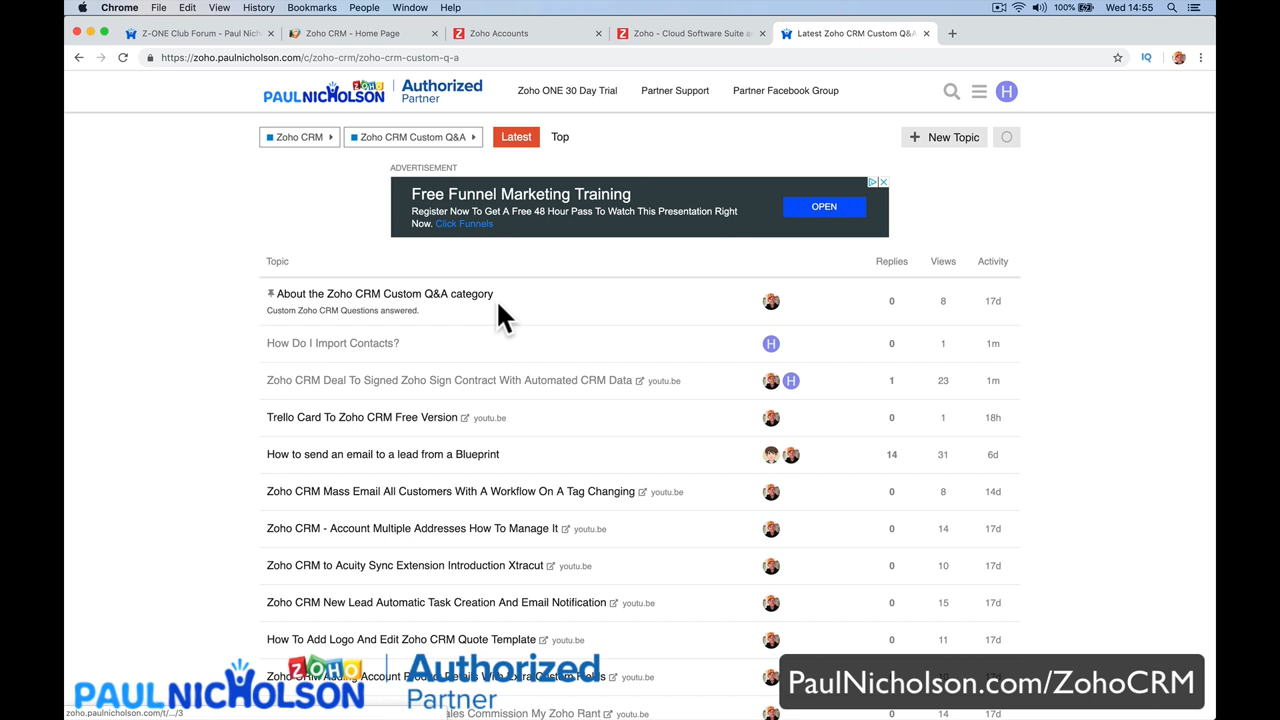 Chrome File Edit View History Bookmarks People Window Help 100% Wed 14:55
Z-ONE Club Forum - Paul Nich Zoho CRM - Home Page Zoho Accounts Zoho - Cloud Software Suite a Latest Zoho CRM Custom Q&A
https://zoho.paulnicholson.com/c/zoho-crm/zoho-crm-custom-q-a IQ
PAULNICHOLSON ZOHO Authorized Partner Zoho ONE 30 Day Trial Partner Support Partner Facebook Group H
Zoho CRM Zoho CRM Custom Q&A Latest Top + New Topic
ADVERTISEMENT
Free Funnel Marketing Training
Register Now To Get A Free 48 Hour Pass To Watch This Presentation Right
Now. Click Funnels
OPEN
Topic Replies Views Activity
About the Zoho CRM Custom Q&A category 0 8 17d
Custom Zoho CRM Questions answered.
How Do I Import Contacts? H 0 1 1m
Zoho CRM Deal To Signed Zoho Sign Contract With Automated CRM Data youtu.be H 1 23 1m
Trello Card To Zoho CRM Free Version youtu.be 0 1 18h
How to send an email to a lead from a Blueprint 14 31 6d
Zoho CRM Mass Email All Customers With A Workflow On A Tag Changing youtu.be 0 8 14d
Zoho CRM - Account Multiple Addresses How To Manage It youtu.be 0 14 17d
Zoho CRM to Acuity Sync Extension Introduction Xtracut youtu.be 0 10 17d
Zoho CRM New Lead Automatic Task Creation And Email Notification youtu.be 0 15 17d
How To Add Logo And Edit Zoho CRM Quote Template youtu.be 0 11 17d
youtu.be
ales Commission My Zoho Rant youtu.be 0 14 17d
PAULNICHOLSON ZOHO Authorized Partner
PaulNicholson.com/ZohoCRM
zoho.paulnicholson.com/t/.../3